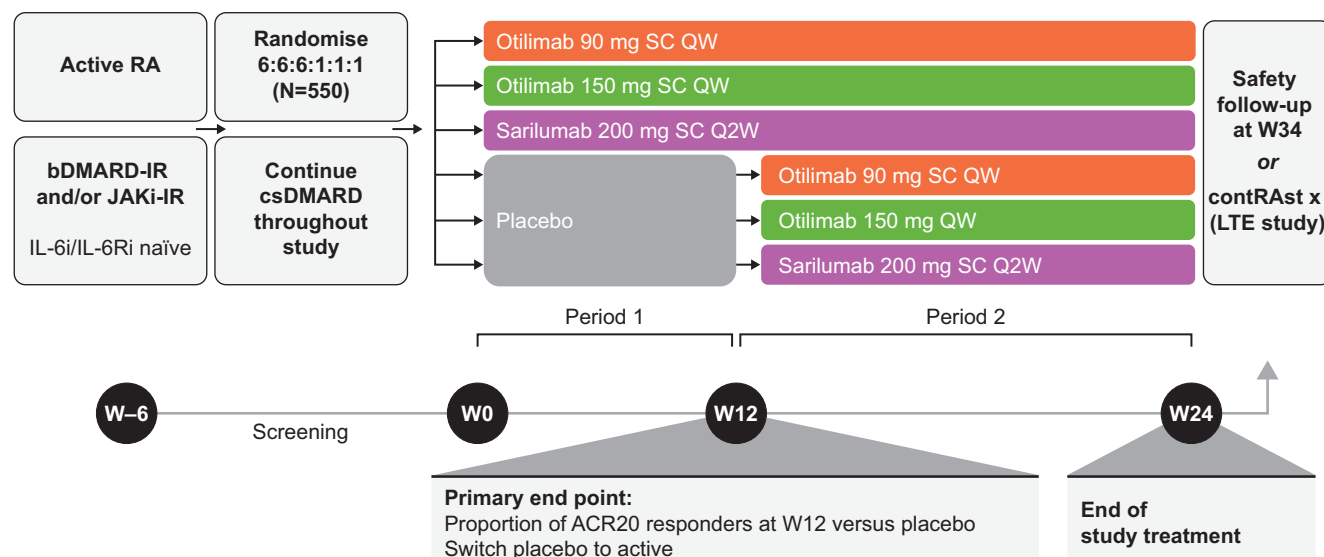 Active RA
bDMARD-IR
and/or JAKi-IR
IL-6i/IL-6Ri naïve
Randomise
6:6:6:1:1:1
(N=550)
Continue
csDMARD
throughout
study
Otilimab 90 mg SC QW
Otilimab 150 mg SC QW
Sarilumab 200 mg SC Q2W
Placebo
Otilimab 90 mg SC QW
Otilimab 150 mg QW
Sarilumab 200 mg SC Q2W
Safety
follow-up
at W34
or
contRAst x
(LTE study)
Period 1
Period 2
W–6
Screening
W0
W12
W24
Primary end point:
Proportion of ACR20 responders at W12 versus placebo
Switch placebo to active
End of
study treatment